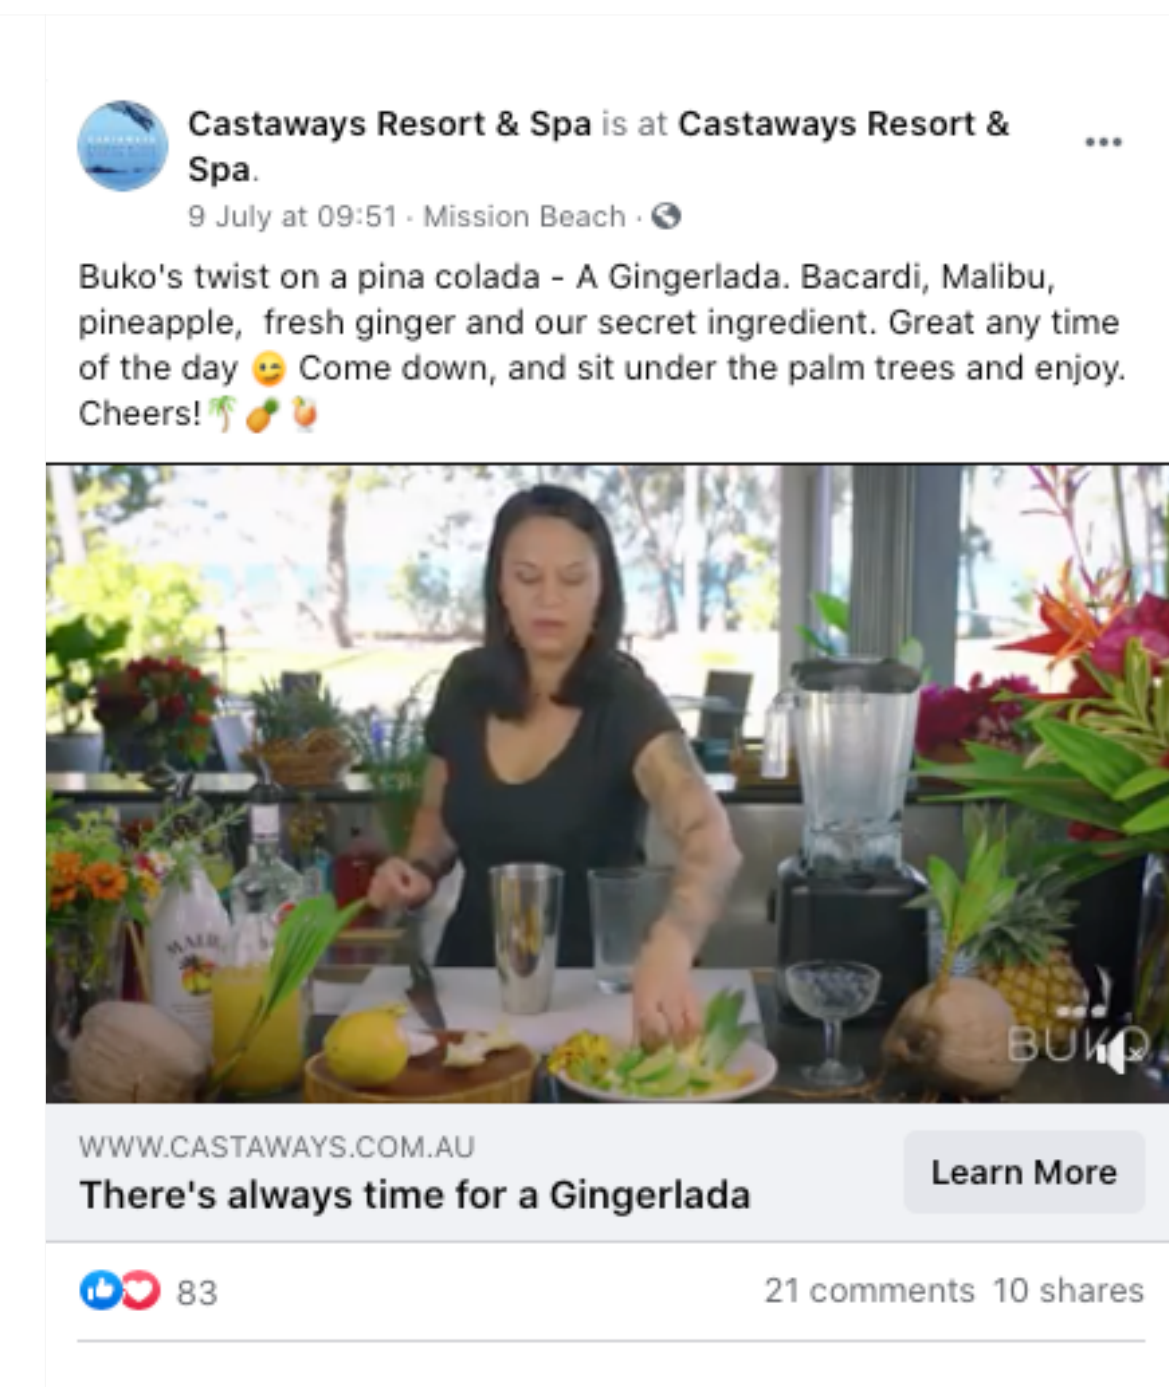 Castaways Resort & Spa is at Castaways Resort &
Spa.
9 July at 09:51 · Mission Beach ·
Buko's twist on a pina colada - A Gingerlada. Bacardi, Malibu,
pineapple,  fresh ginger and our secret ingredient. Great any time
of the day 😉 Come down, and sit under the palm trees and enjoy.
Cheers!🌴🍍🍹
MALIBU
BUKO
WWW.CASTAWAYS.COM.AU
There's always time for a Gingerlada
Learn More
83
21 comments 10 shares